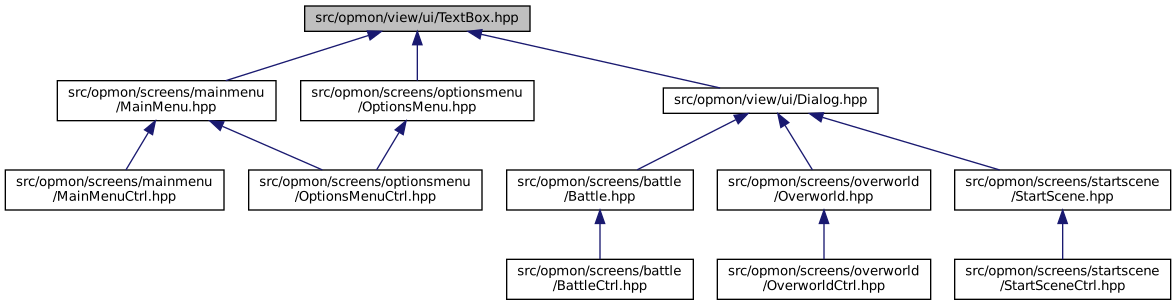 src/opmon/view/ui/TextBox.hpp
src/opmon/screens/mainmenu
/MainMenu.hpp
src/opmon/screens/optionsmenu
/OptionsMenu.hpp
src/opmon/view/ui/Dialog.hpp
src/opmon/screens/mainmenu
/MainMenuCtrl.hpp
src/opmon/screens/optionsmenu
/OptionsMenuCtrl.hpp
src/opmon/screens/battle
/Battle.hpp
src/opmon/screens/overworld
/Overworld.hpp
src/opmon/screens/startscene
/StartScene.hpp
src/opmon/screens/battle
/BattleCtrl.hpp
src/opmon/screens/overworld
/OverworldCtrl.hpp
src/opmon/screens/startscene
/StartSceneCtrl.hpp